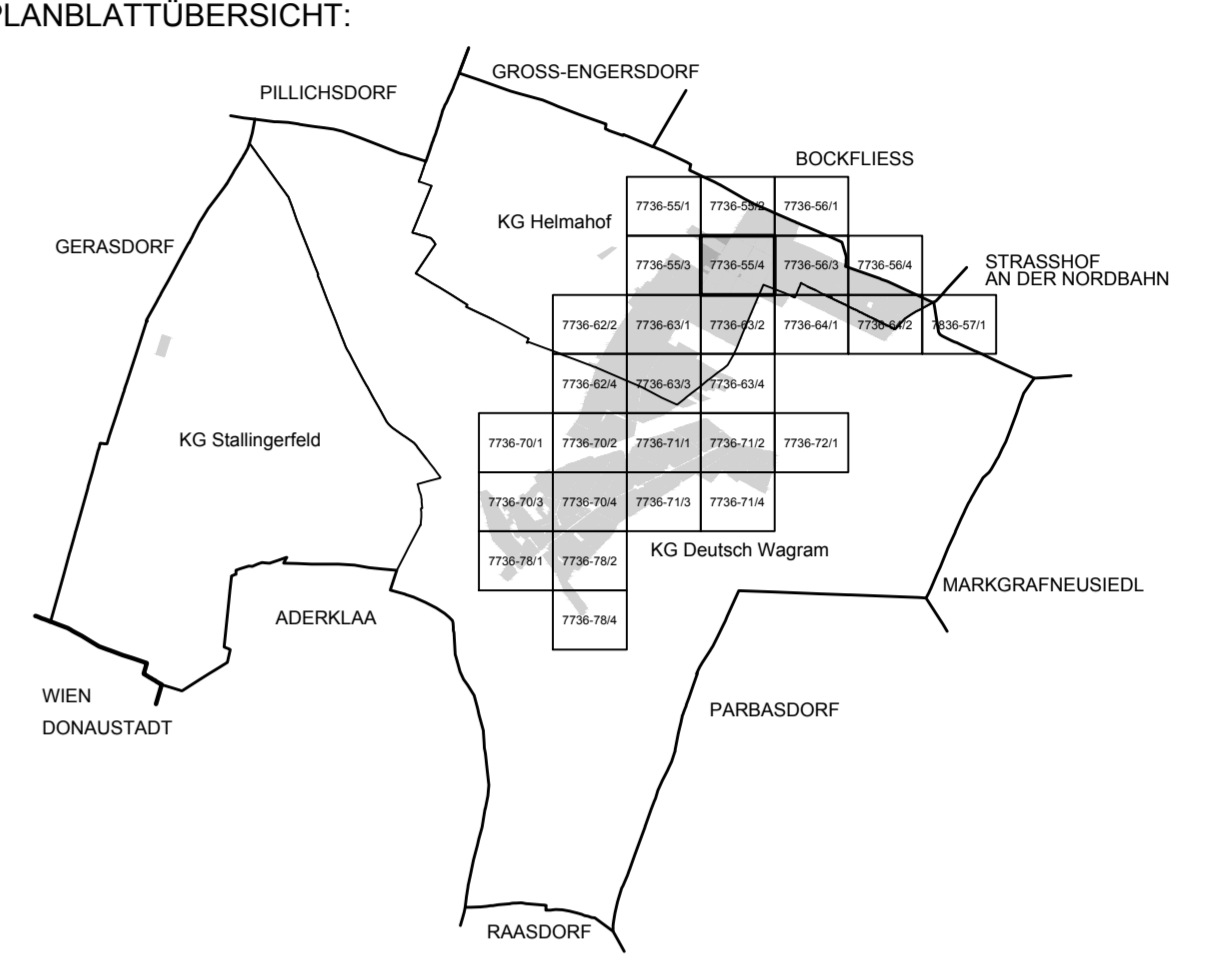 PLANBLATTÜBERSICHT:
GROSS-ENGERSDORF
PILLICHSDORF
BOCKFLIESS
7736-55/1 7736-55/2 7736-56/1
KG Helmahof
GERASDORF
7736-55/3 7736-55/4 7736-56/3 7736-56/4
STRASSHOF
AN DER NORDBAHN
7736-62/2 7736-63/1 7736-63/2 7736-64/1 7736-64/2 7836-57/1
7736-62/4 7736-63/3 7736-63/4
KG Stallingerfeld
7736-70/1 7736-70/2 7736-71/1 7736-71/2 7736-72/1
7736-70/3 7736-70/4 7736-71/3 7736-71/4
KG Deutsch Wagram
7736-78/1 7736-78/2
MARKGRAFNEUSIEDL
ADERKLAA
7736-78/4
WIEN
DONAUSTADT
PARBASDORF
RAASDORF